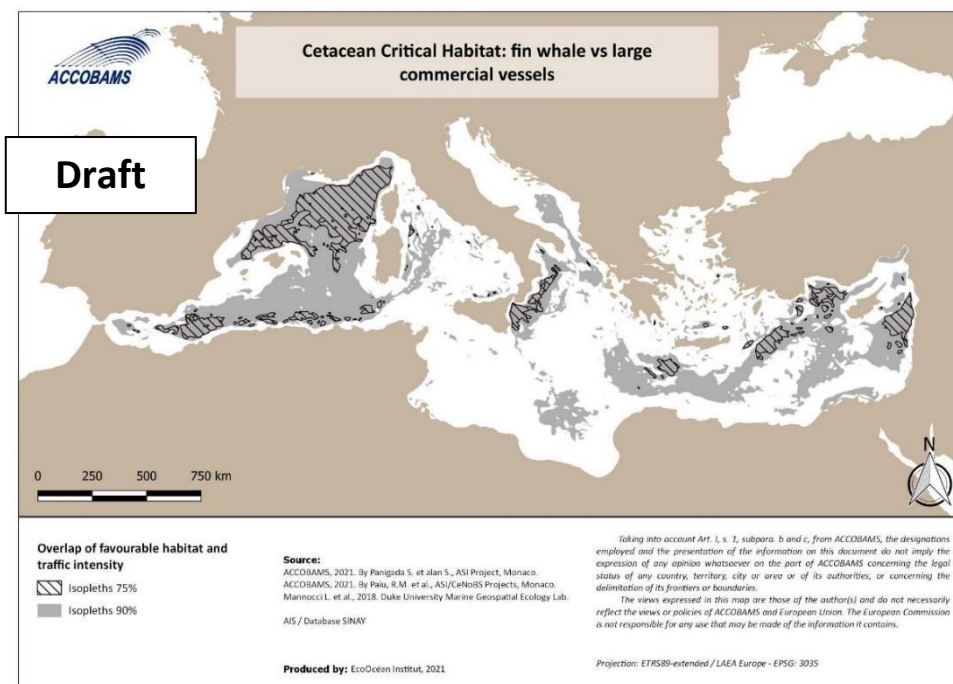 ACCOBAMS
Cetacean Critical Habitat: fin whale vs large
commercial vessels
Draft
0 250 500 750 km
N
Overlap of favourable habitat and
traffic intensity
Isopleths 75%
Isopleths 90%
Source:
ACCOBAMS, 2021. By Panigada S. et alan S., ASI Project, Monaco.
ACCOBAMS, 2021. By Paiu, R.M. et al., ASI/CeNoBS Projects, Monaco.
Mannocci L. et al., 2018. Duke University Marine Geospatial Ecology Lab.
AIS / Database SINAY
Produced by: EcoOcean Institut, 2021
Taking into account Art. I, s. 1, subpara. b and c, from ACCOBAMS, the designations
employed and the presentation of the information on this document do not imply the
expression of any opinion whatsoever on the part of ACCOBAMS concerning the legal
status of any country, territory, city or area or of its authorities, or concerning the
delimitation of its frontiers or boundaries.
The views expressed in this map are those of the author(s) and do not necessarily
reflect the views or policies of ACCOBAMS and European Union. The European Commission
is not responsible for any use that may be made of the information it contains.
Projection: ETRS89-extended / LAEA Europe - EPSG: 3035